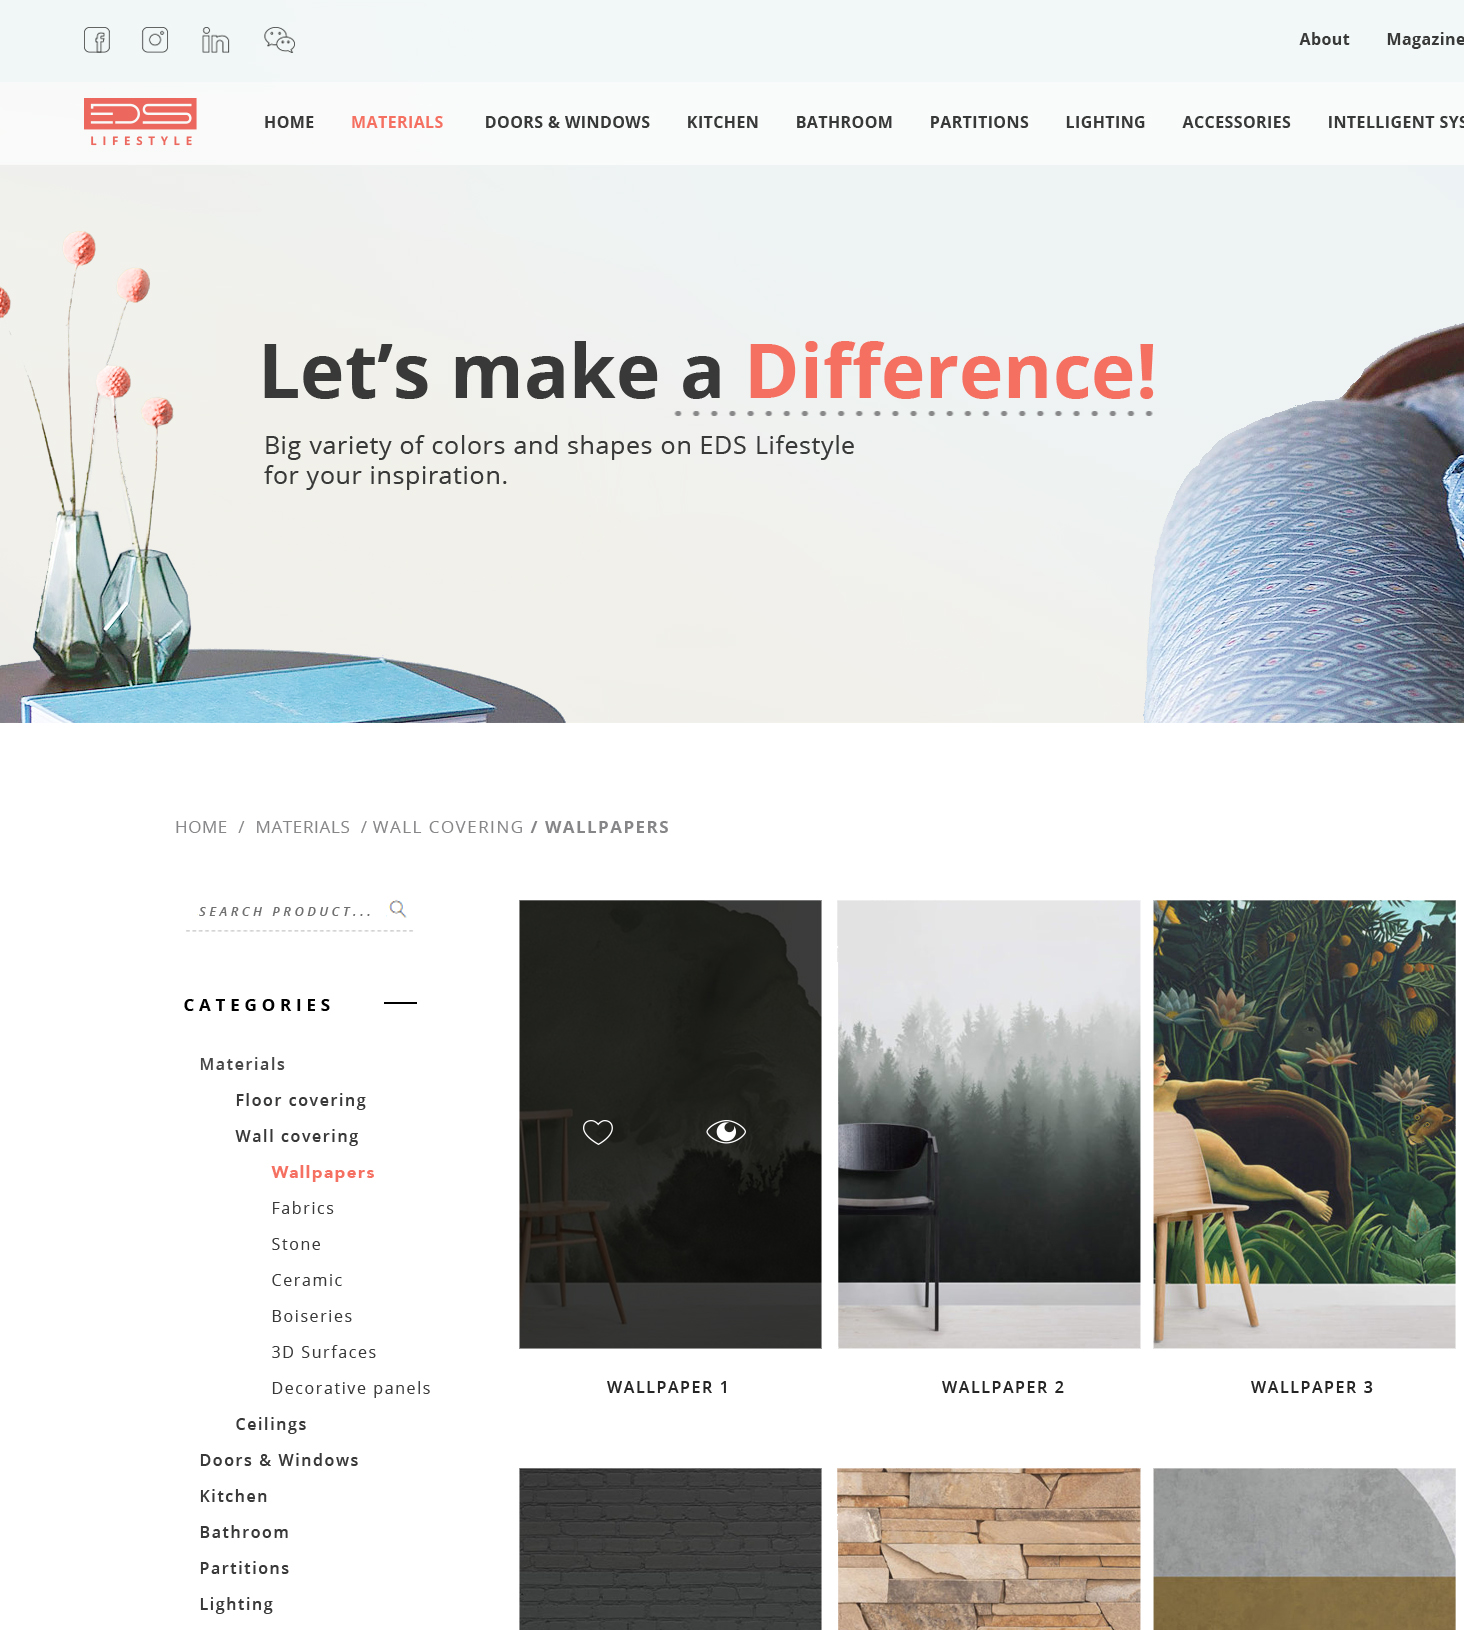 About Magazine
EDS
LIFESTYLE
HOME MATERIALS DOORS & WINDOWS KITCHEN BATHROOM PARTITIONS LIGHTING ACCESSORIES INTELLIGENT SYS
Let’s make a Difference!
Big variety of colors and shapes on EDS Lifestyle
for your inspiration.
HOME / MATERIALS / WALL COVERING / WALLPAPERS
SEARCH PRODUCT...
CATEGORIES
Materials
Floor covering
Wall covering
Wallpapers
Fabrics
Stone
Ceramic
Boiseries
3D Surfaces
Decorative panels
Ceilings
Doors & Windows
Kitchen
Bathroom
Partitions
Lighting
WALLPAPER 1
WALLPAPER 2
WALLPAPER 3